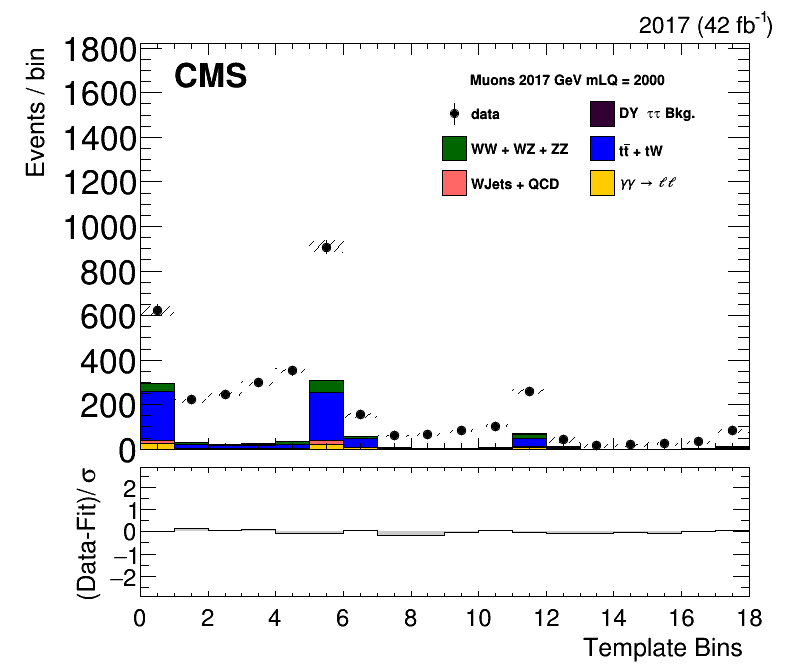 2017 (42 fb-1)
Events / bin
1800
1600
1400
1200
1000
800
600
400
200
0
CMS
Muons 2017 GeV mLQ = 2000
data
DY ττ Bkg.
WW + WZ + ZZ
tt̄ + tW
WJets + QCD
γγ → ℓℓ
(Data-Fit)/σ
2
1
0
−1
−2
0 2 4 6 8 10 12 14 16 18
Template Bins